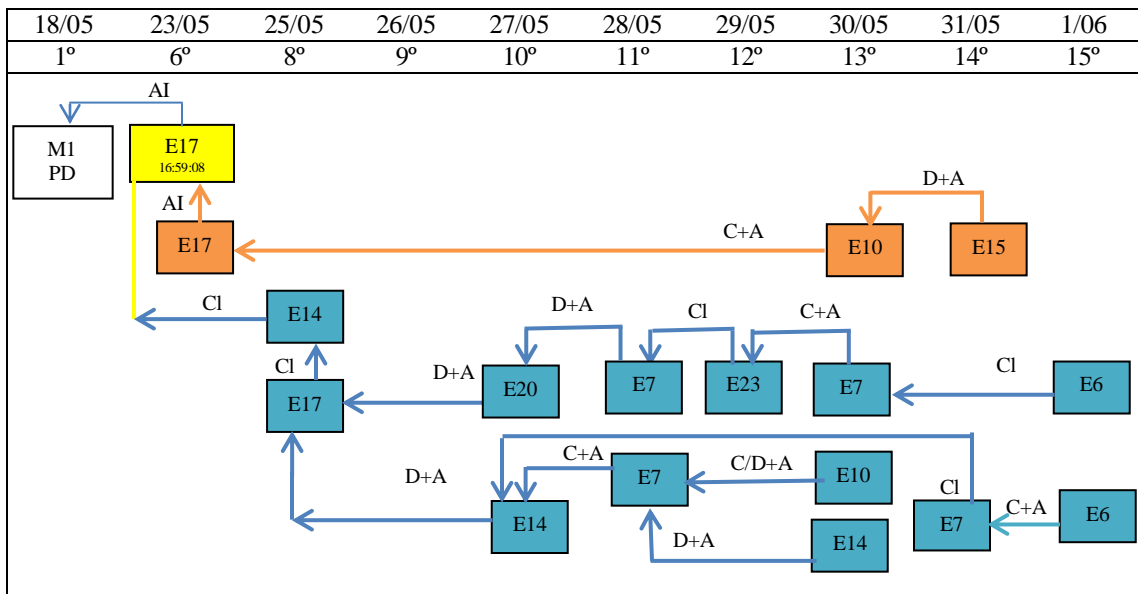 18/05 23/05 25/05 26/05 27/05 28/05 29/05 30/05 31/05 1/06
1º 6º 8º 9º 10º 11º 12º 13º 14º 15º
AI
M1
PD
E17
16:59:08
AI
D+A
E17
C+A
E10
E15
Cl
E14
D+A
Cl
C+A
Cl
D+A
Cl
E17
E20
E7
E23
E7
E6
C+A
C/D+A
D+A
E7
E10
Cl
C+A
E14
E7
E6
D+A
E14